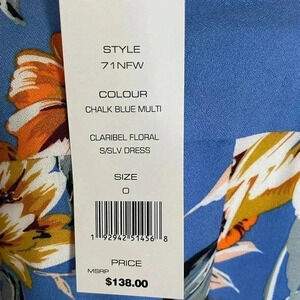 STYLE
71NFW
COLOUR
CHALK BLUE MULTI
CLARIBEL FLORAL
S/SLV DRESS
SIZE
0
1 92942 51456 8
PRICE
MSRP $138.00